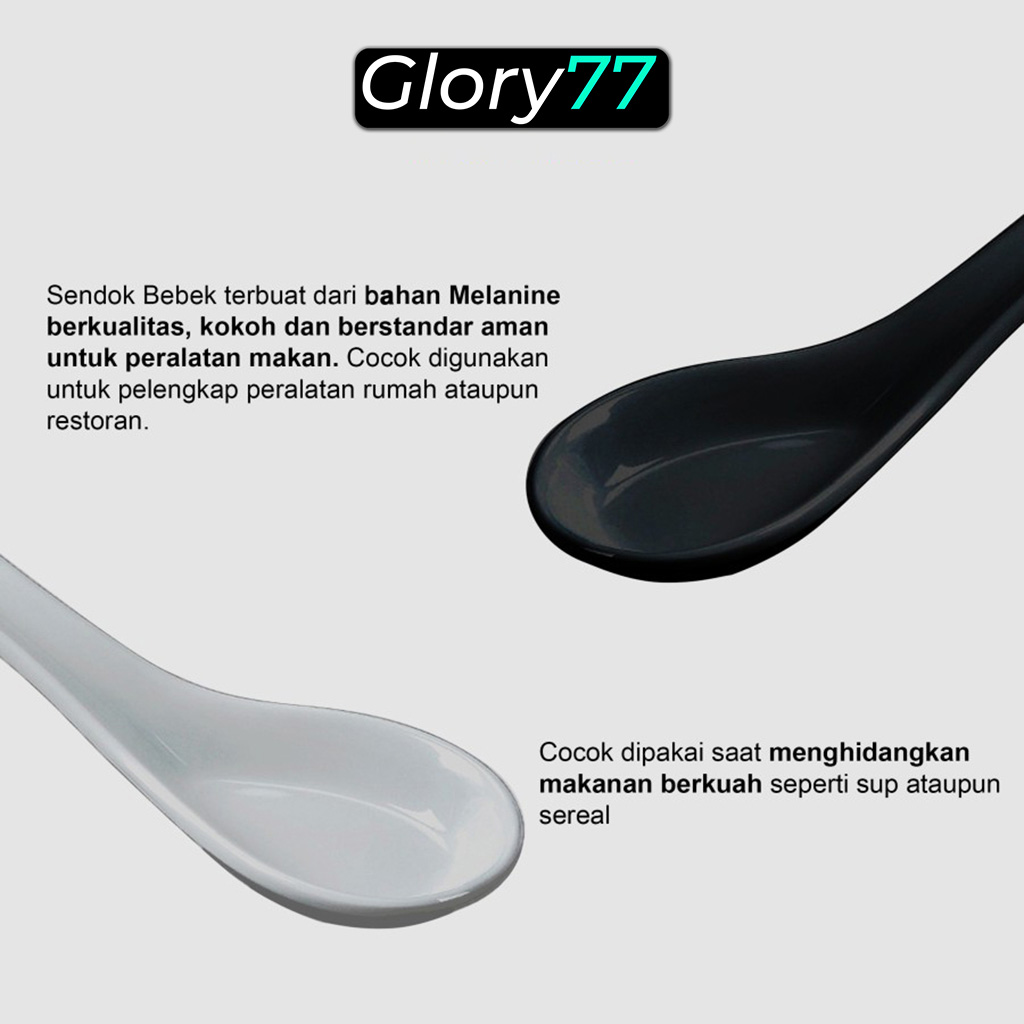 Glory77
Sendok Bebek terbuat dari bahan Melanine
berkualitas, kokoh dan berstandar aman
untuk peralatan makan. Cocok digunakan
untuk pelengkap peralatan rumah ataupun
restoran.
Cocok dipakai saat menghidangkan
makanan berkuah seperti sup ataupun
sereal